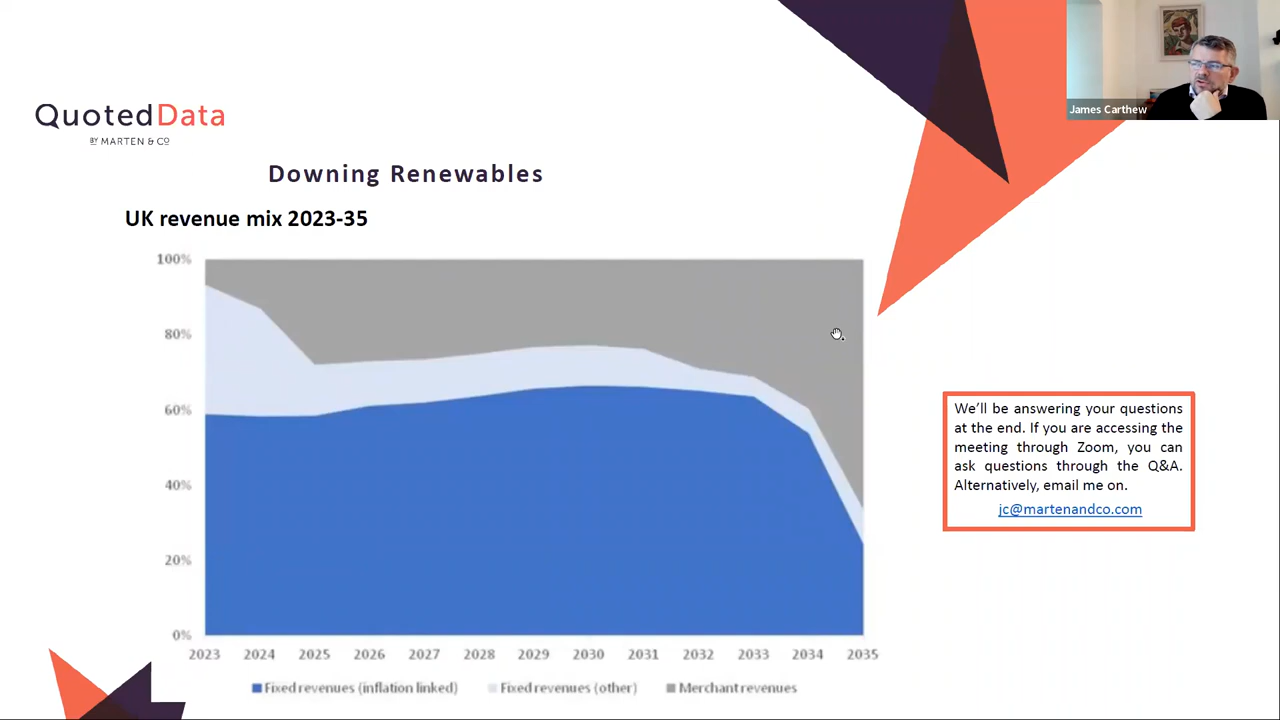 James Carthew
QuotedData
BY MARTEN & CO
Downing Renewables
UK revenue mix 2023-35
100%
80%
60%
40%
20%
0%
2023 2024 2025 2026 2027 2028 2029 2030 2031 2032 2033 2034 2035
Fixed revenues (inflation linked) Fixed revenues (other) Merchant revenues
We'll be answering your questions
at the end. If you are accessing the
meeting through Zoom, you can
ask questions through the Q&A.
Alternatively, email me on.
jc@martenandco.com